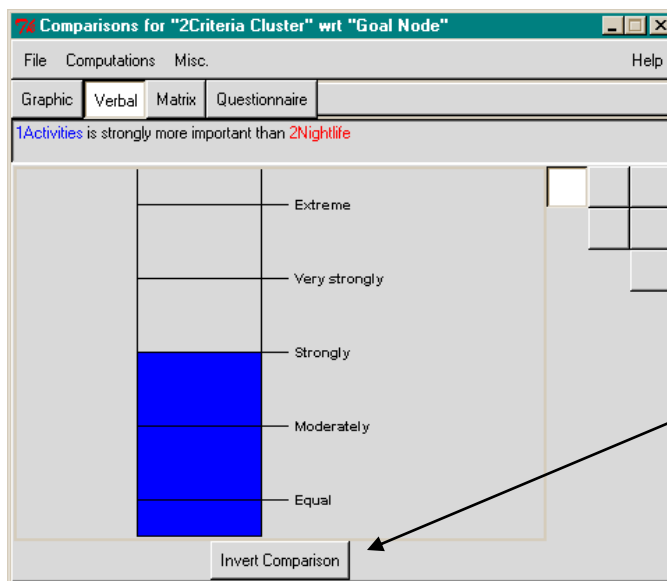 Comparisons for "2Criteria Cluster" wrt "Goal Node"
File Computations Misc. Help
Graphic Verbal Matrix Questionnaire
1Activities is strongly more important than 2Nightlife
Extreme
Very strongly
Strongly
Moderately
Equal
Invert Comparison